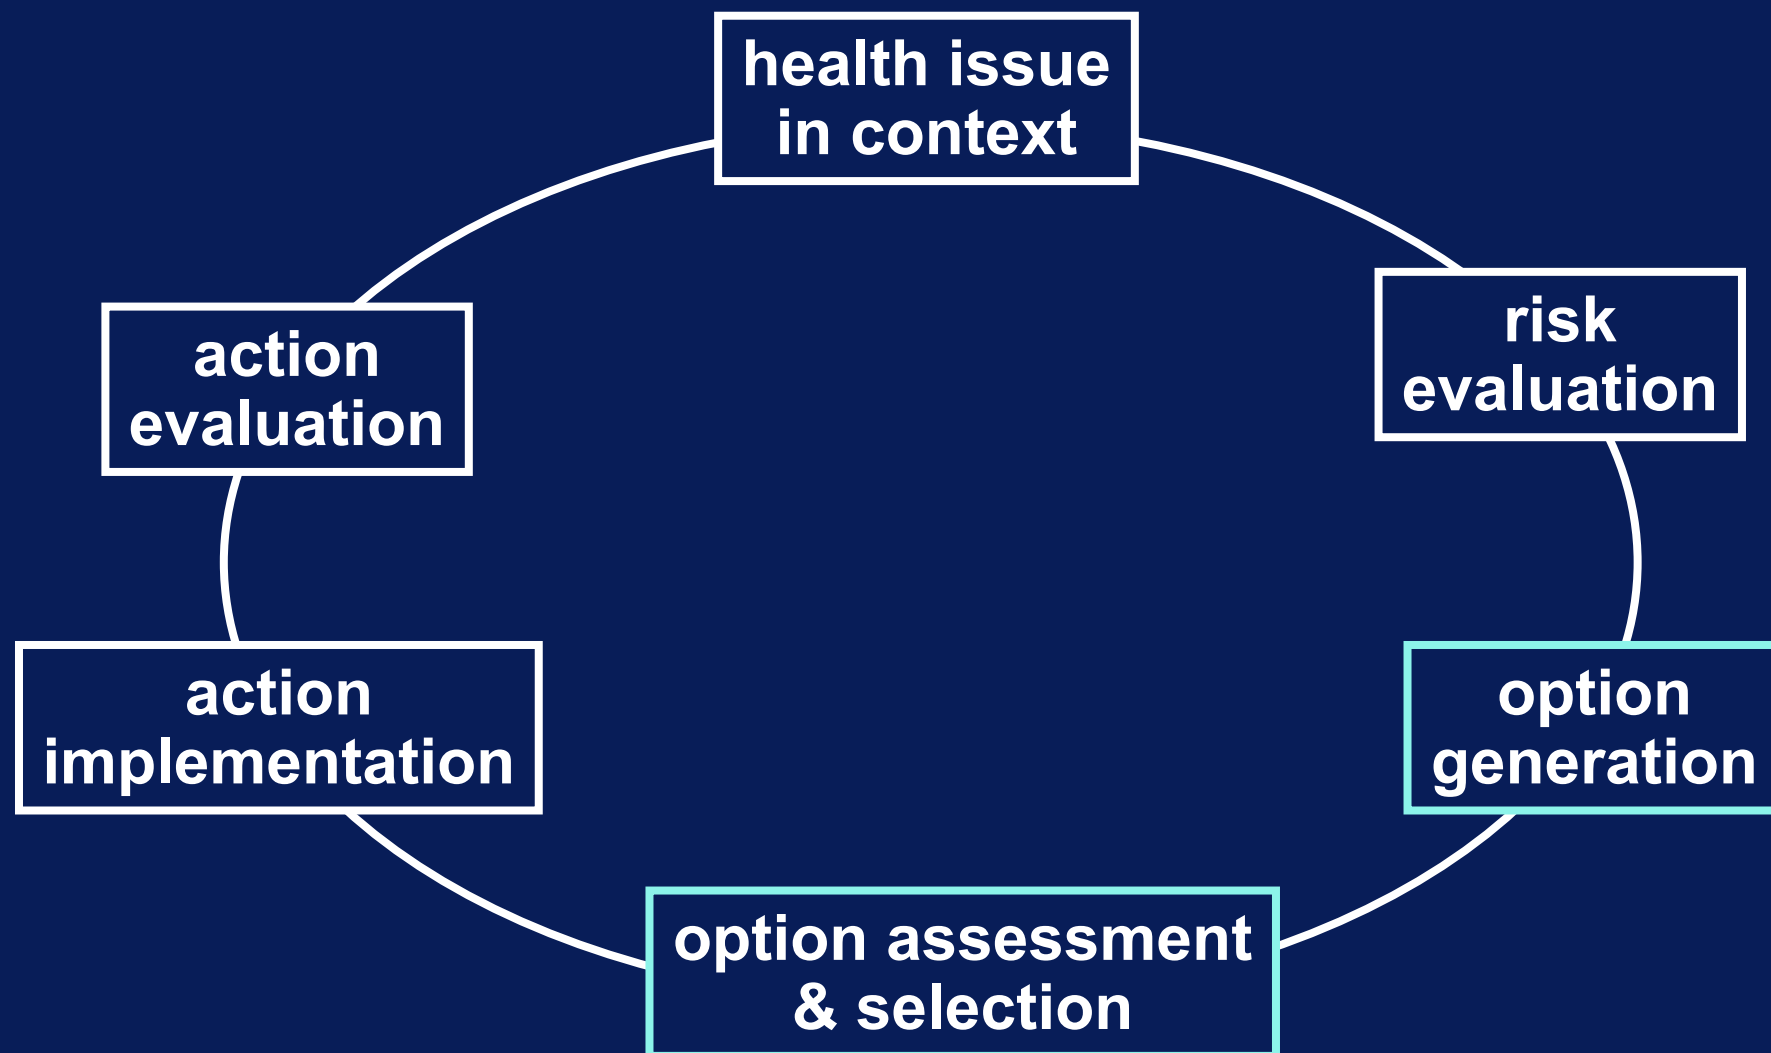 health issue
in context
risk
evaluation
option
generation
option assessment
& selection
action
implementation
action
evaluation